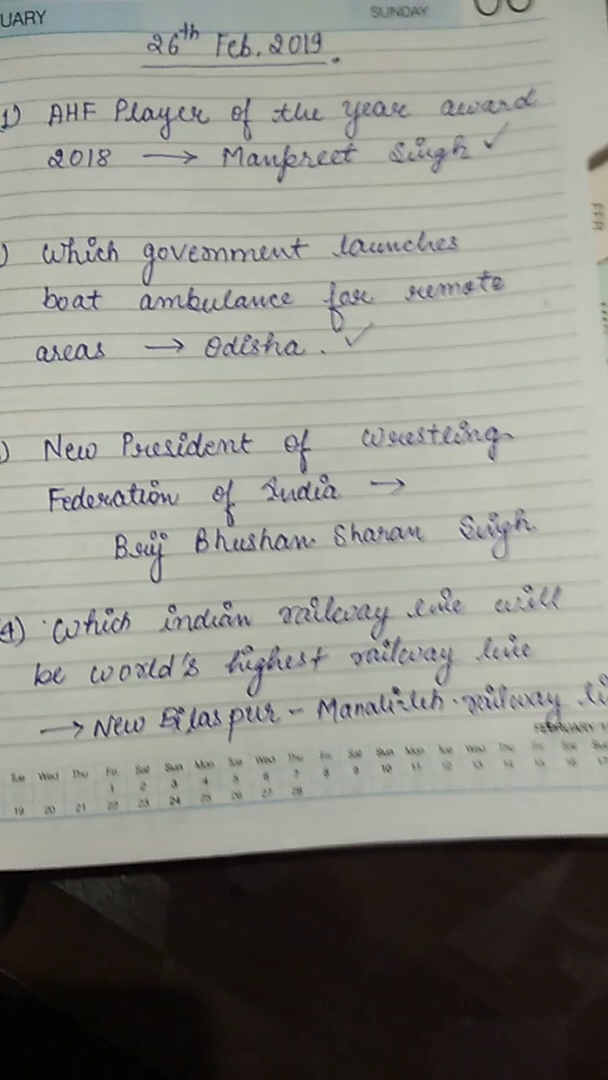 UARY
SUNDAY
26th Feb. 2019.
1) AHF Player of the year award
2018 → Manpreet Singh ✓
) Which government launches
boat ambulance for remote
areas → Odisha. ✓
) New President of Wrestling
Federation of India →
Brij Bhushan Sharan Singh
4) Which indian railway line will
be world's highest railway line
→ New Bilaspur - Manali-Leh railway li
FEBRUARY
Tue Wed Thu Fri Sat Sun Mon Tue Wed Thu Fri Sat Sun Mon Tue Wed Thu Fri Sat Sun
1 2 3 4 5 6 7 8 9 10 11 12 13 14 15 16 17
19 20 21 22 23 24 25 26 27 28